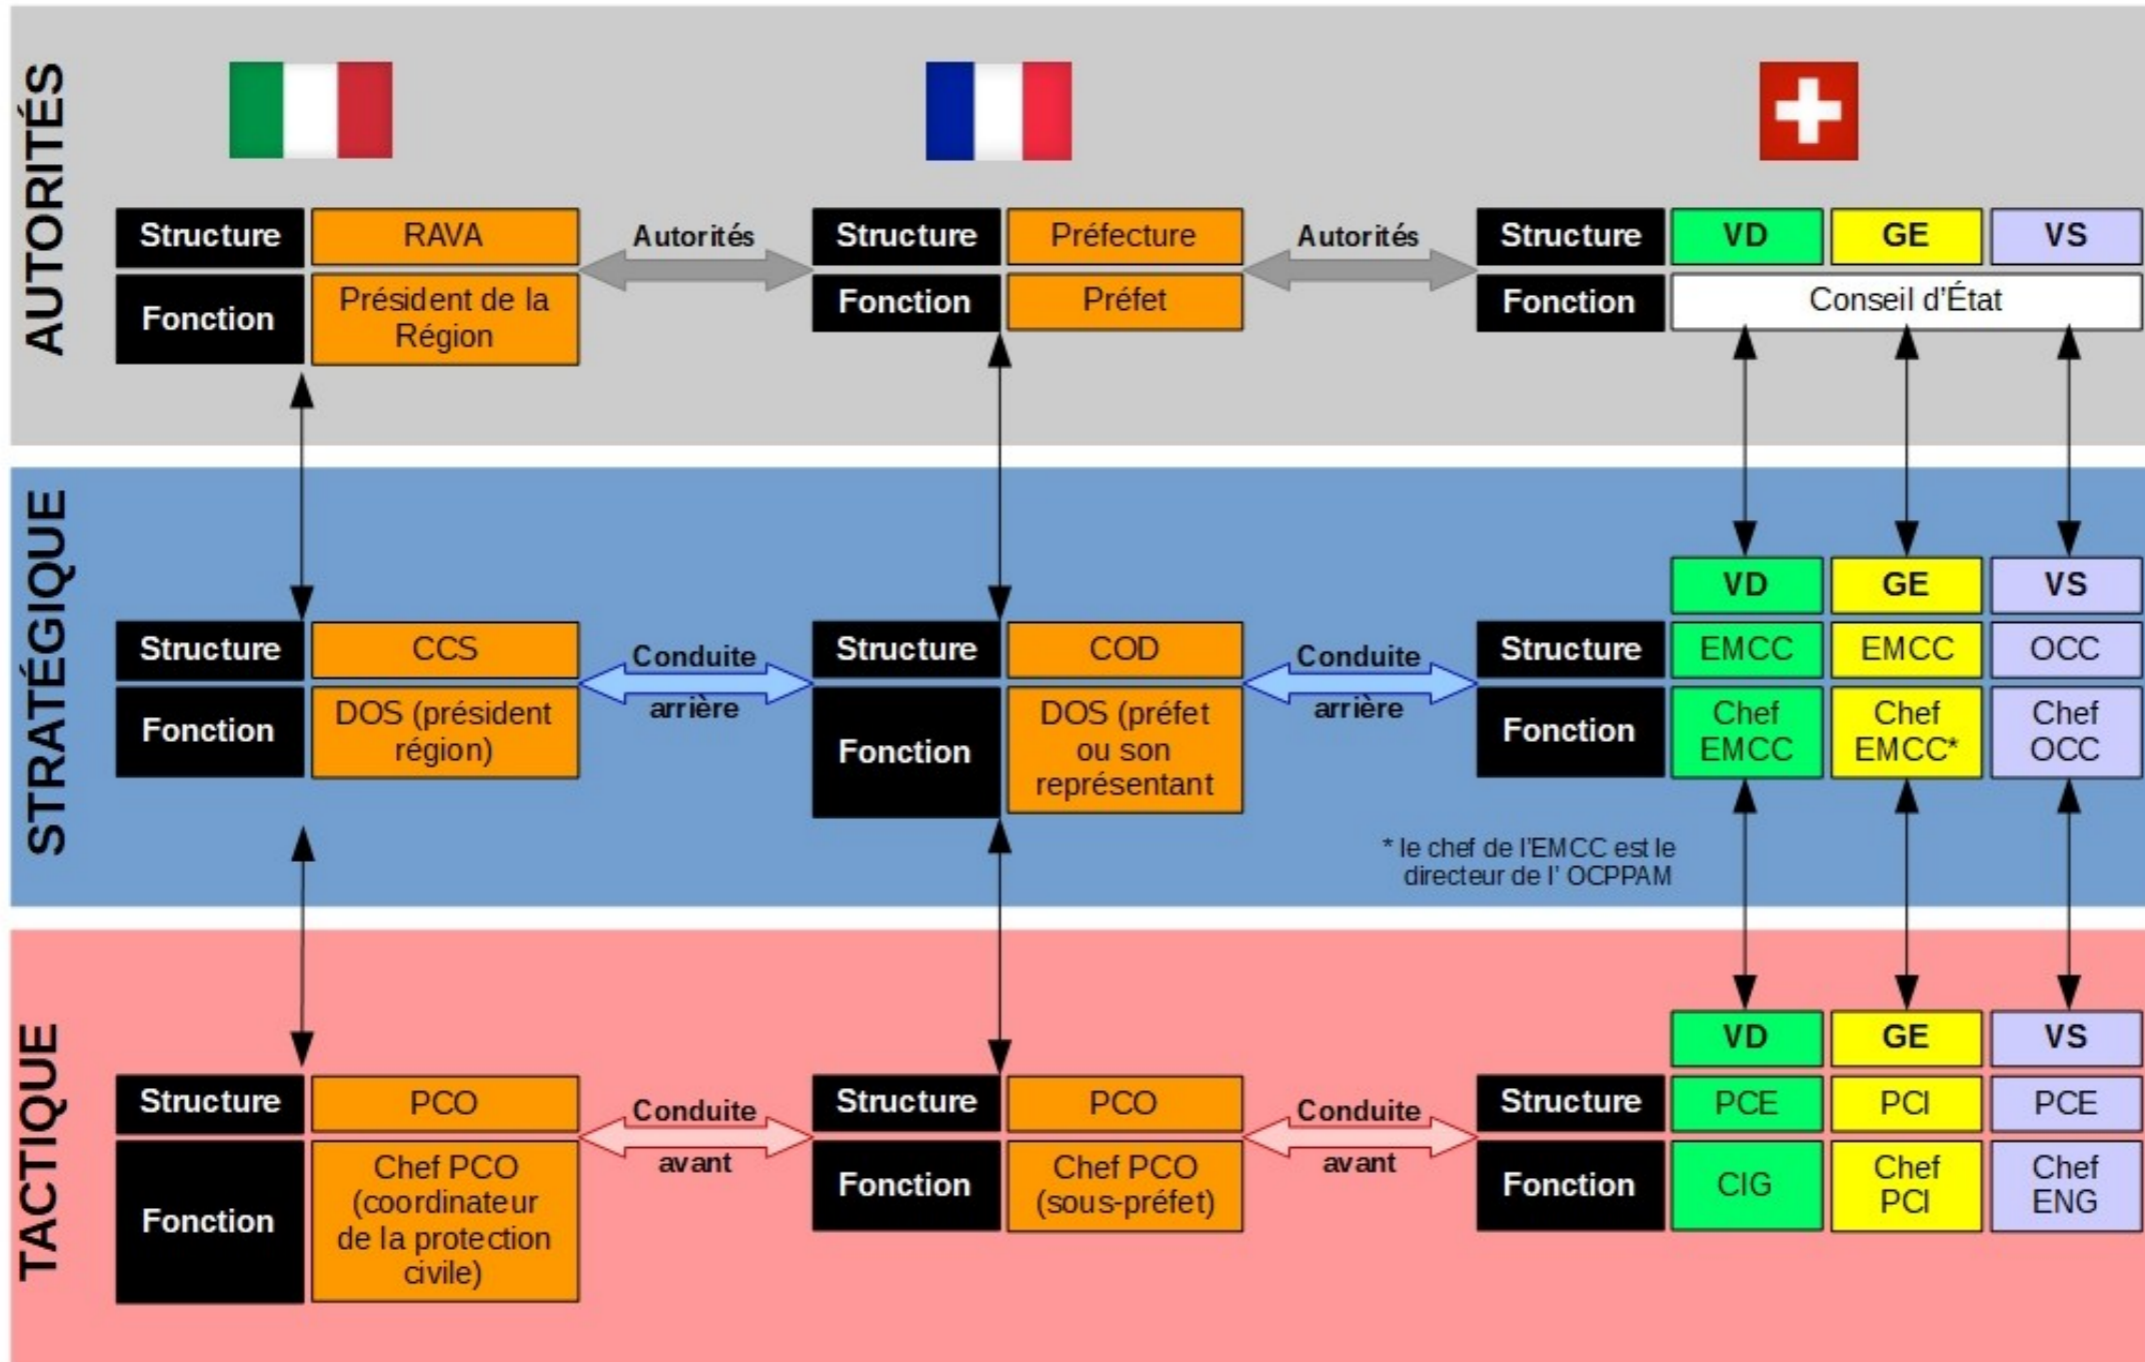 AUTORITÉS
Structure
RAVA
Autorités
Structure
Préfecture
Autorités
Structure
VD
GE
VS
Fonction
Président de la
Région
Fonction
Préfet
Fonction
Conseil d'État
STRATÉGIQUE
VD
GE
VS
Structure
CCS
Conduite
arrière
Structure
COD
Conduite
arrière
Structure
EMCC
EMCC
OCC
Fonction
DOS (président
région)
Fonction
DOS (préfet
ou son
représentant
Fonction
Chef
EMCC
Chef
EMCC*
Chef
OCC
* le chef de l'EMCC est le
directeur de l' OCPPAM
TACTIQUE
VD
GE
VS
Structure
PCO
Conduite
avant
Structure
PCO
Conduite
avant
Structure
PCE
PCI
PCE
Fonction
Chef PCO
(coordinateur
de la protection
civile)
Fonction
Chef PCO
(sous-préfet)
Fonction
CIG
Chef
PCI
Chef
ENG